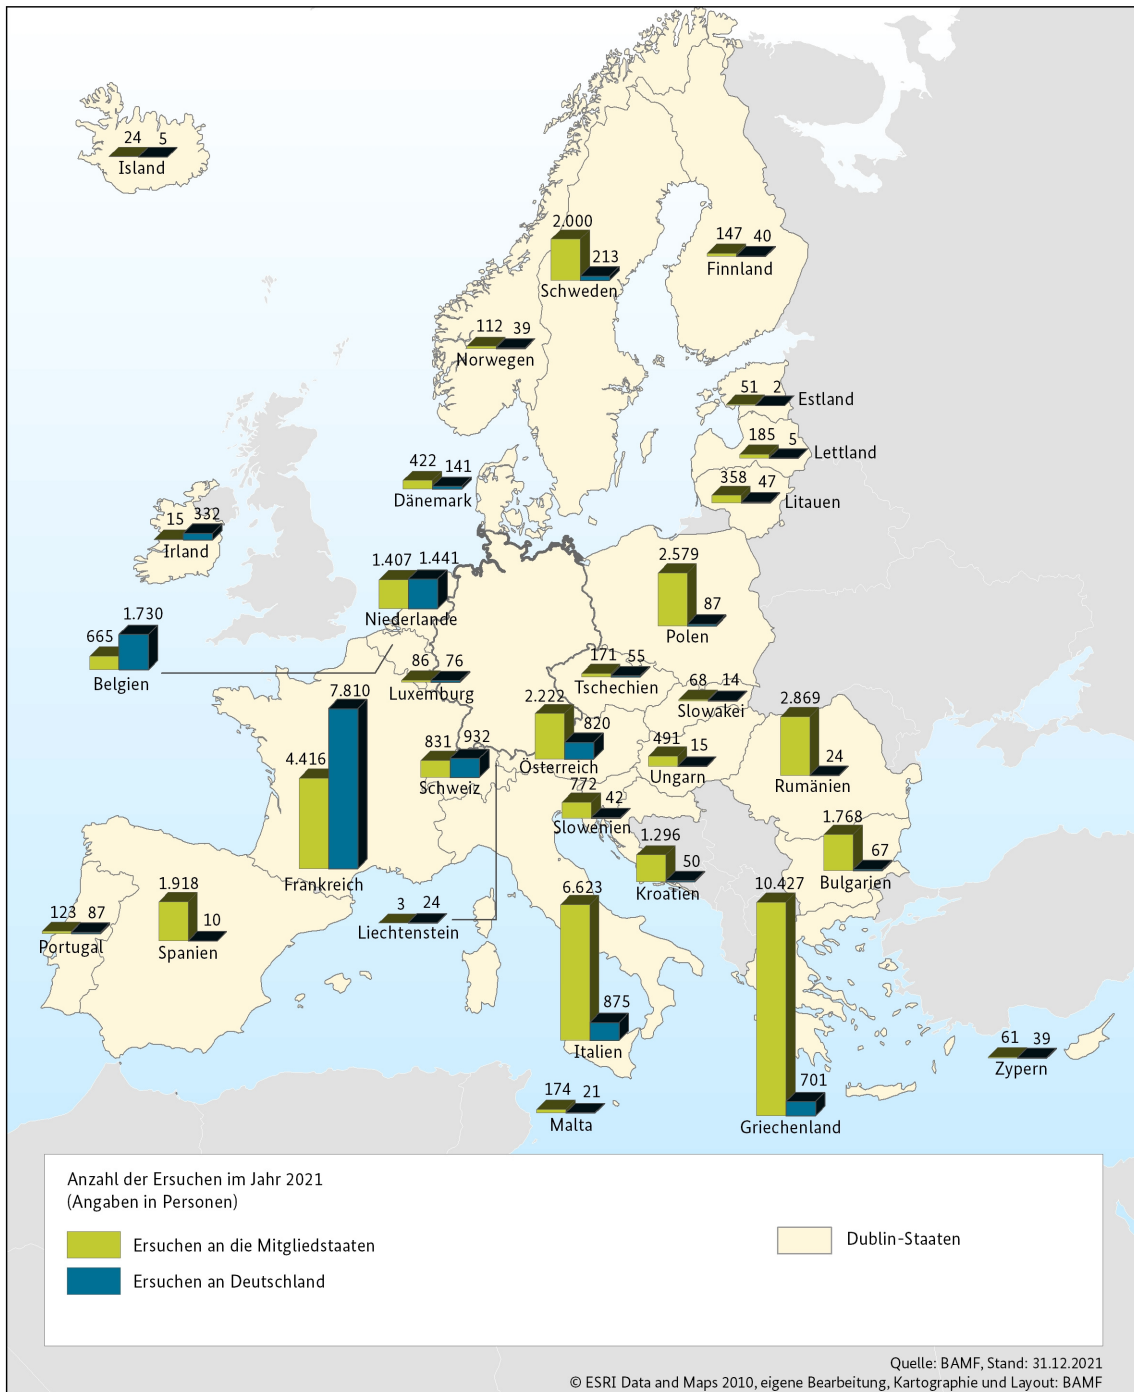 24 5
Island
2.000
213
Schweden
147 40
Finnland
112 39
Norwegen
51 2
Estland
185 5
Lettland
358 47
Litauen
422 141
Dänemark
15 332
Irland
1.407 1.441
Niederlande
2.579
87
Polen
665 1.730
Belgien
86 76
Luxemburg
171 55
Tschechien
68 14
Slowakei
7.810
4.416
Frankreich
831 932
Schweiz
2.222
820
Österreich
491 15
Ungarn
2.869
24
Rumänien
772 42
Slowenien
1.296
50
Kroatien
1.768
67
Bulgarien
123 87
Portugal
1.918
10
Spanien
3 24
Liechtenstein
6.623
875
Italien
10.427
701
Griechenland
61 39
Zypern
174 21
Malta
Anzahl der Ersuchen im Jahr 2021
(Angaben in Personen)
Ersuchen an die Mitgliedstaaten
Ersuchen an Deutschland
Dublin-Staaten
Quelle: BAMF, Stand: 31.12.2021
© ESRI Data and Maps 2010, eigene Bearbeitung, Kartographie und Layout: BAMF